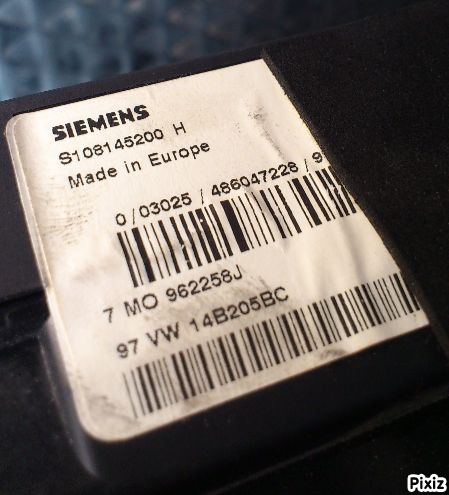 SIEMENS
S108145200 H
Made in Europe
0/03025 / 486047228 / 9
7 MO 962258J
97 VW 14B205BC
Pixiz